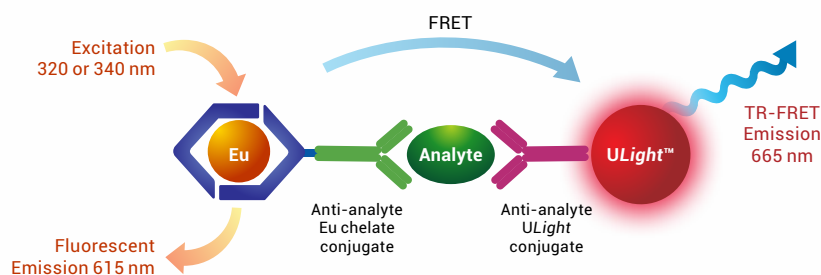 FRET
Excitation
320 or 340 nm
TR-FRET
Emission
665 nm
Eu
Analyte
ULight™
Anti-analyte
Eu chelate
conjugate
Anti-analyte
ULight
conjugate
Fluorescent
Emission 615 nm